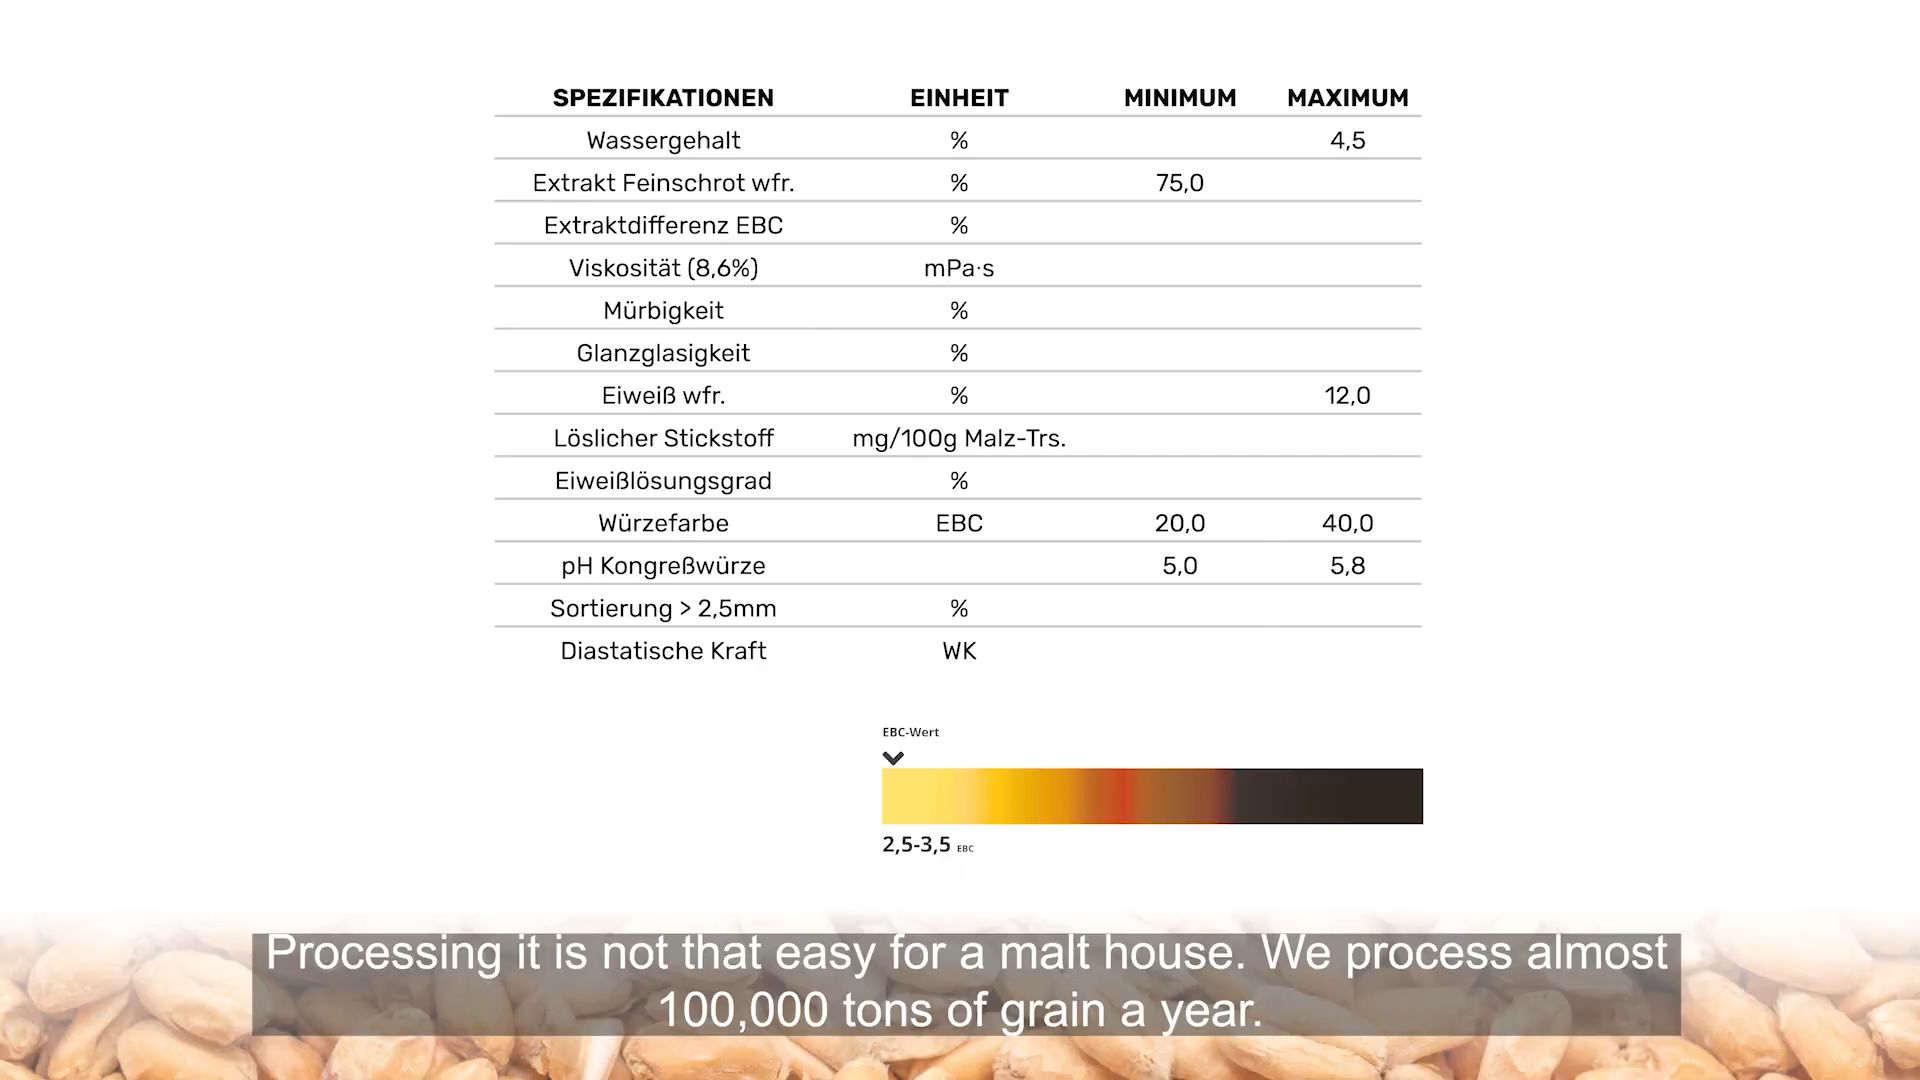 SPEZIFIKATIONEN EINHEIT MINIMUM MAXIMUM
Wassergehalt % 4,5
Extrakt Feinschrot wfr. % 75,0
Extraktdifferenz EBC %
Viskosität (8,6%) mPa·s
Mürbigkeit %
Glanzglasigkeit %
Eiweiß wfr. % 12,0
Löslicher Stickstoff mg/100g Malz-Trs.
Eiweißlösungsgrad %
Würzefarbe EBC 20,0 40,0
pH Kongreßwürze 5,0 5,8
Sortierung > 2,5mm %
Diastatische Kraft WK
EBC-Wert
2,5-3,5 EBC
Processing it is not that easy for a malt house. We process almost
100,000 tons of grain a year.